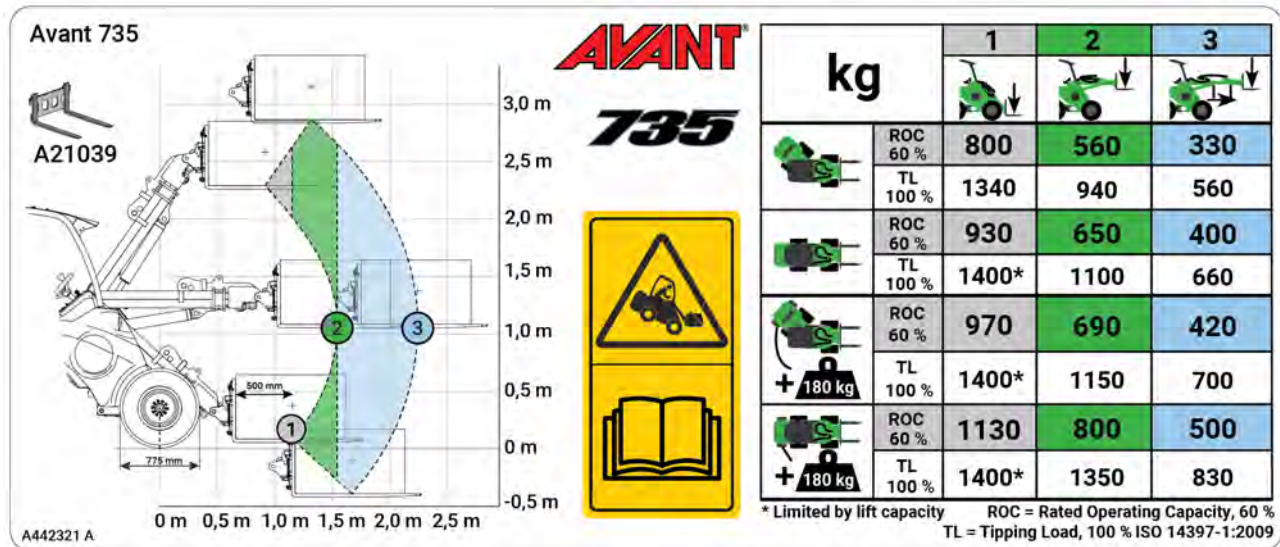 Avant 735
A21039
3,0 m
2,5 m
2,0 m
1,5 m
1,0 m
0,5 m
0 m
-0,5 m
2
3
500 mm
1
775 mm
0 m 0,5 m 1,0 m 1,5 m 2,0 m 2,5 m
A442321 A
AVANT®
735
kg 1 2 3
ROC 60 % 800 560 330
TL 100 % 1340 940 560
ROC 60 % 930 650 400
TL 100 % 1400* 1100 660
ROC 60 % 970 690 420
+ 180 kg TL 100 % 1400* 1150 700
ROC 60 % 1130 800 500
+ 180 kg TL 100 % 1400* 1350 830
* Limited by lift capacity ROC = Rated Operating Capacity, 60 %
TL = Tipping Load, 100 % ISO 14397-1:2009